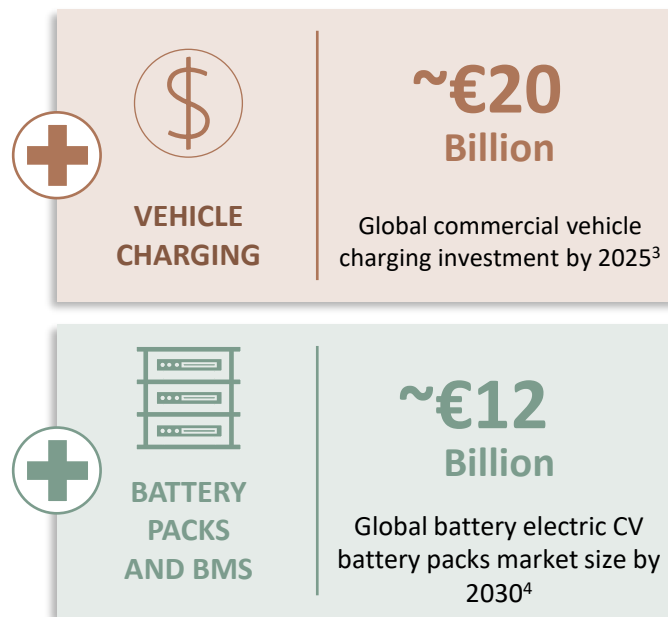 VEHICLE
CHARGING
~€20
Billion
Global commercial vehicle
charging investment by 2025³
BATTERY
PACKS
AND BMS
~€12
Billion
Global battery electric CV
battery packs market size by
2030⁴